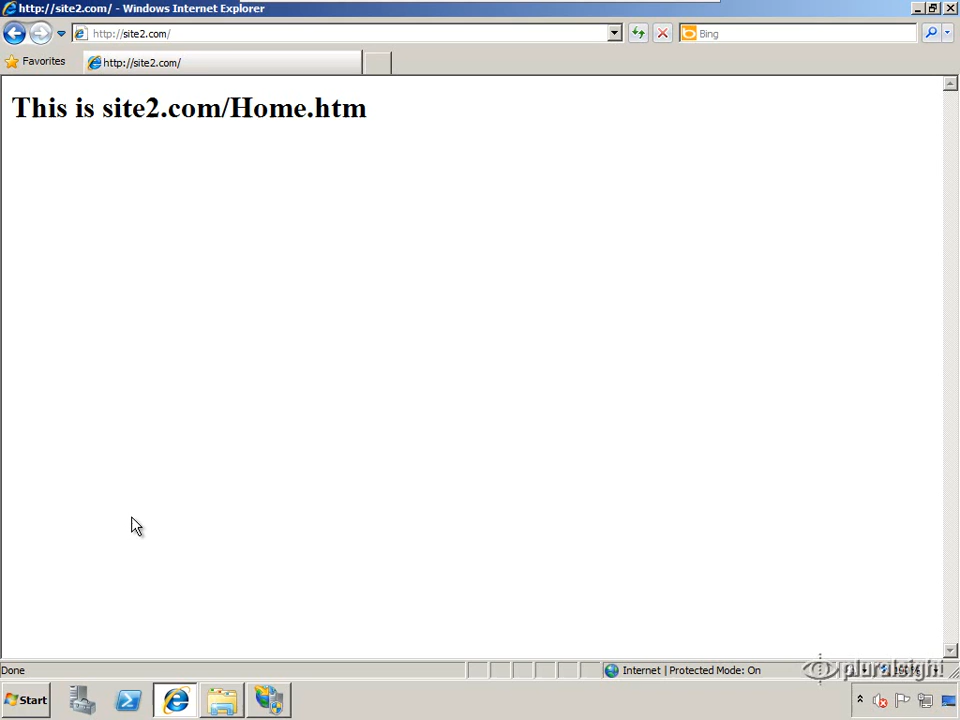 http://site2.com/ - Windows Internet Explorer
http://site2.com/
Bing
Favorites
http://site2.com/
This is site2.com/Home.htm
Done
Internet | Protected Mode: On
pluralsight
Start